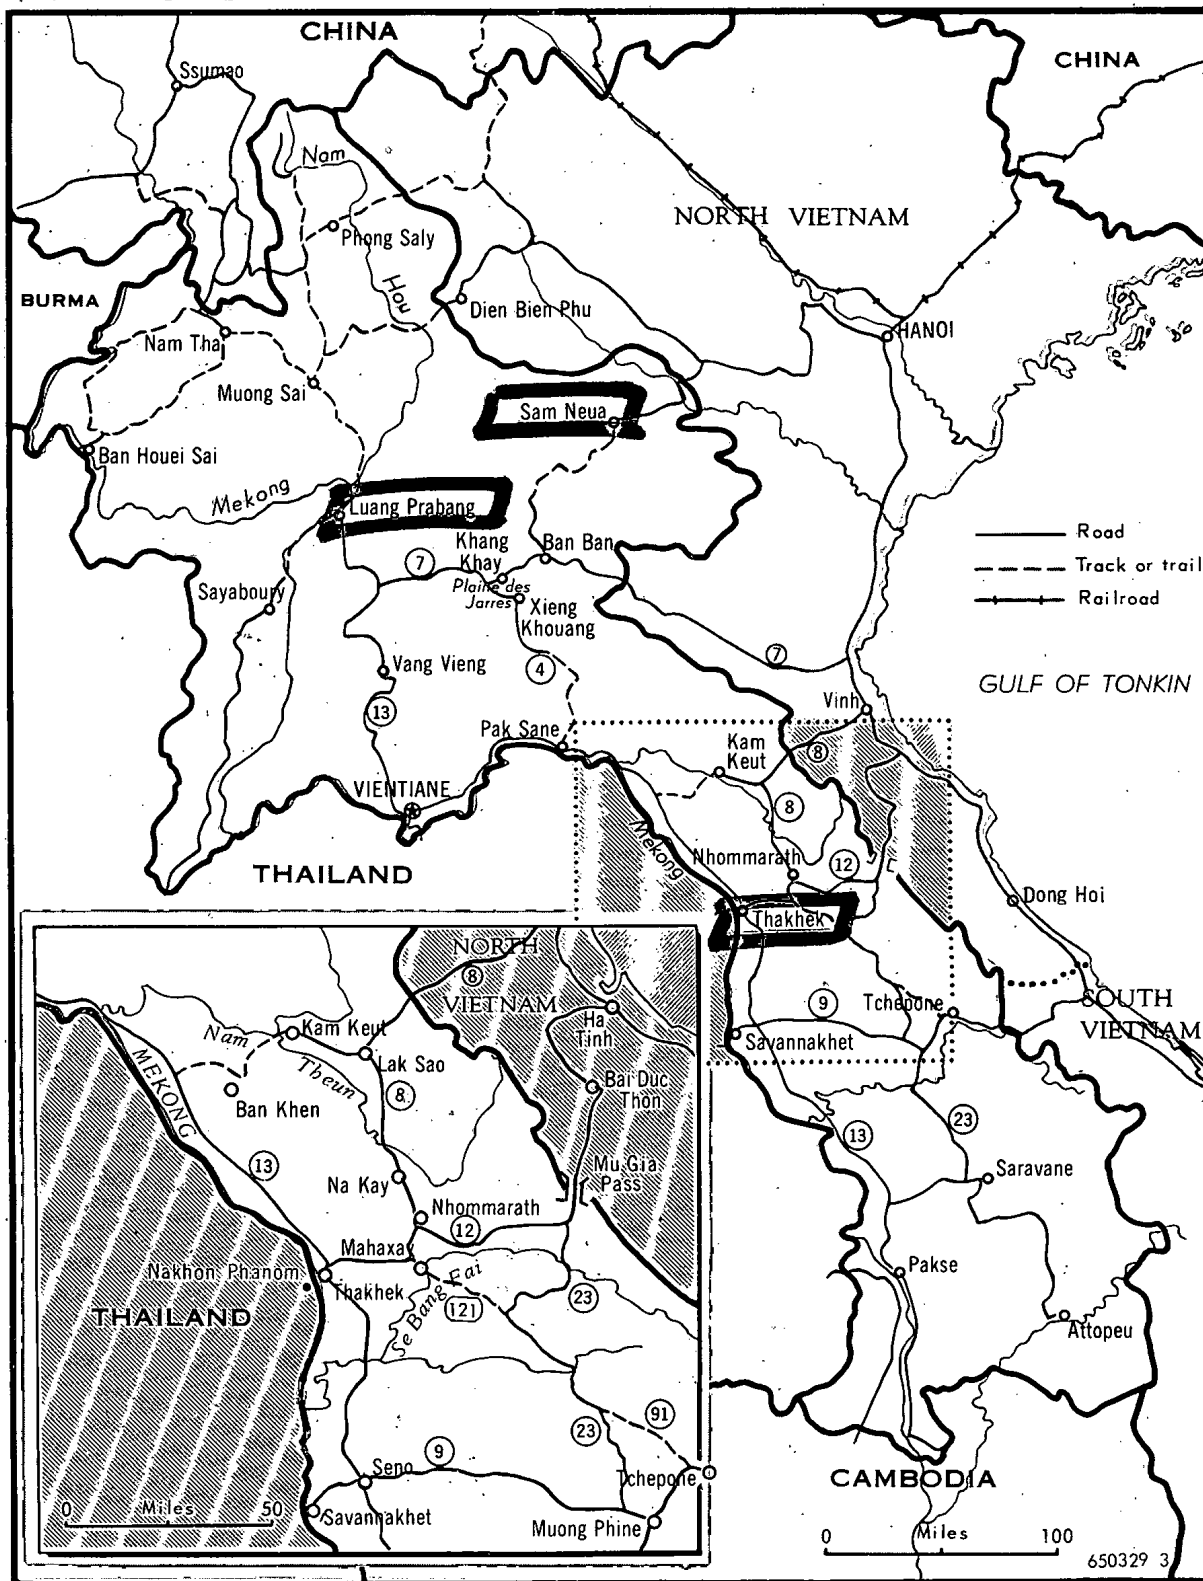 CHINA
CHINA
Ssumao
Nam
NORTH VIETNAM
Phong Saly
Hou
BURMA
Dien Bien Phu
HANOI
Nam Tha
Muong Sai
Sam Neua
Ban Houei Sai
Mekong
Luang Prabang
Road
Track or trail
Railroad
Khang
Khay
Ban Ban
7
Plaine des
Jarres
Sayaboury
Xieng
Khouang
7
4
Vang Vieng
GULF OF TONKIN
13
Vinh
Pak Sane
Kam
Keut
8
VIENTIANE
8
Mekong
THAILAND
Nhommarath
12
Dong Hoi
Thakhek
Tchepone
9
SOUTH
VIETNAM
Savannakhet
23
13
Saravane
Pakse
Attopeu
CAMBODIA
0 Miles 100
650329 3
NORTH
VIETNAM
8
Nam
Kam Keut
Ha
Tinh
MEKONG
Lak Sao
Theun
8
Bai Duc
Thon
Ban Khen
13
Na Kay
Mu Gia
Pass
Nhommarath
12
Mahaxay
Nakhon Phanom
Thakhek
Se Bang Fai
121
23
THAILAND
91
23
9
Seno
Tchepone
0 Miles 50
Savannakhet
Muong Phine